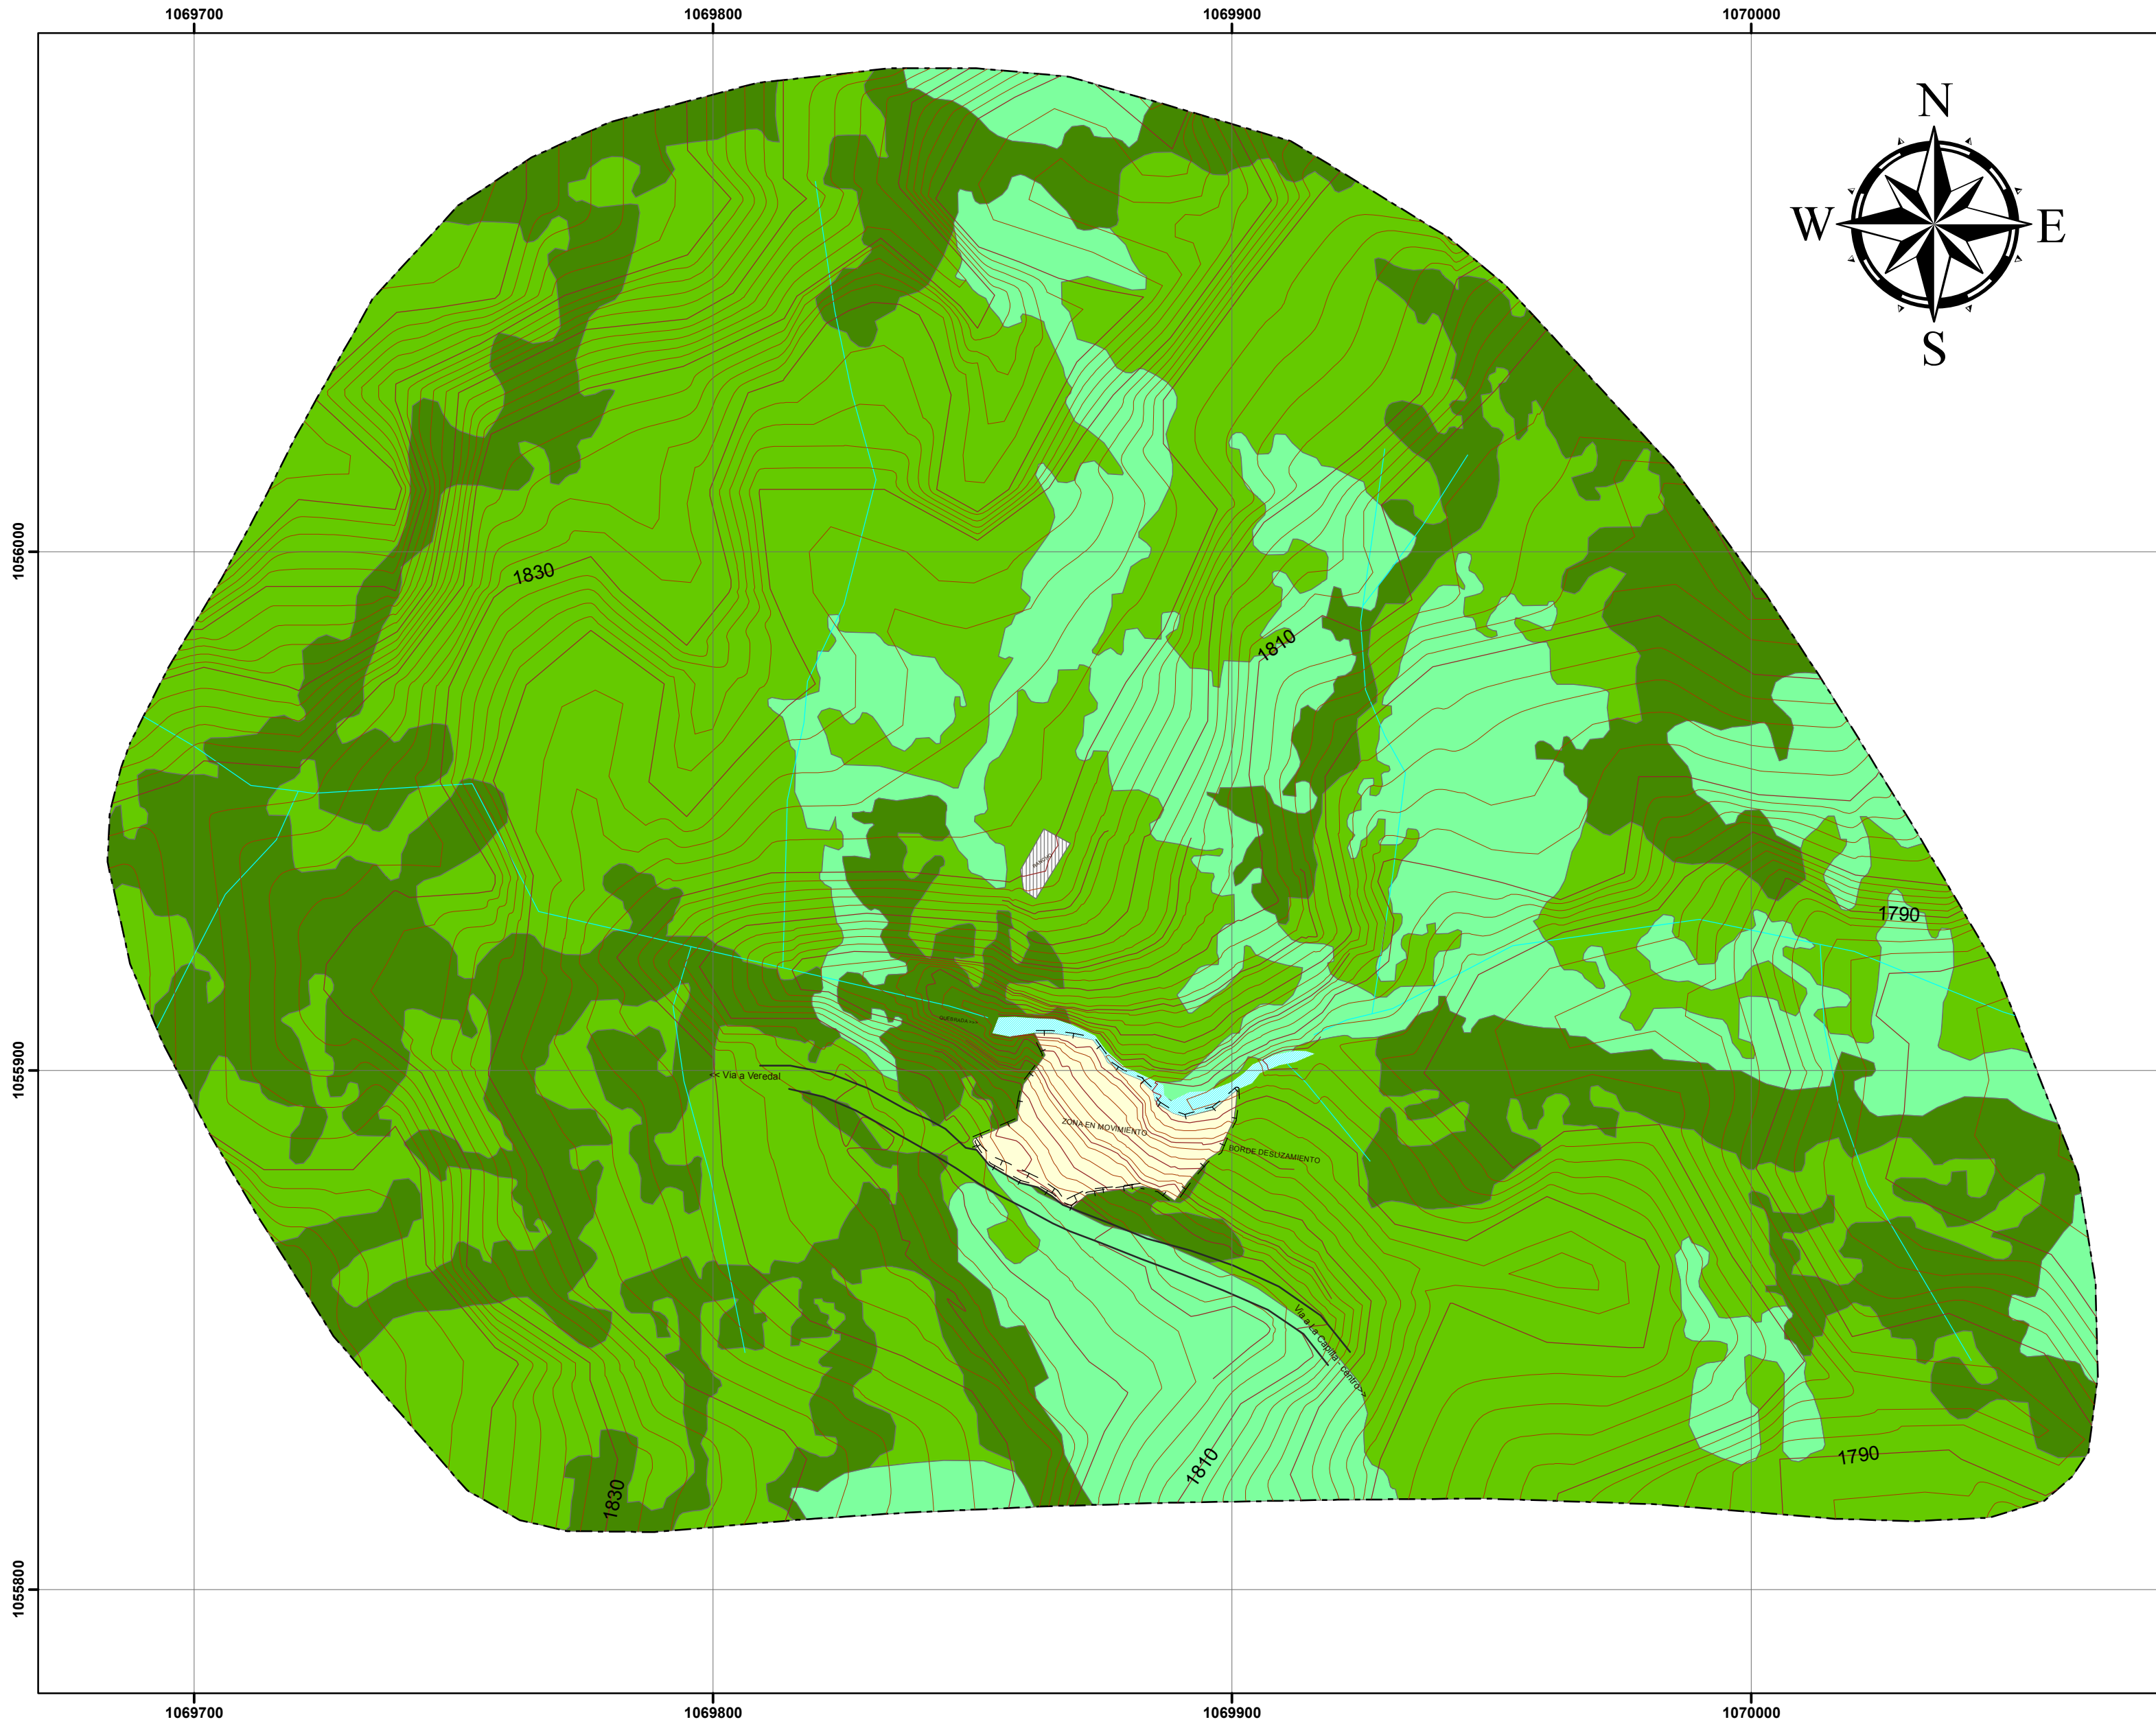 1069700 1069800 1069900 1070000
N
W E
S
1056000
1830
1810
1790
1055900
<< Via a Veredal
ZONA EN MOVIMIENTO
BORDE DESLIZAMIENTO
Via a La Capilla - centro>>
1810
1790
1830
1055800
1069700 1069800 1069900 1070000